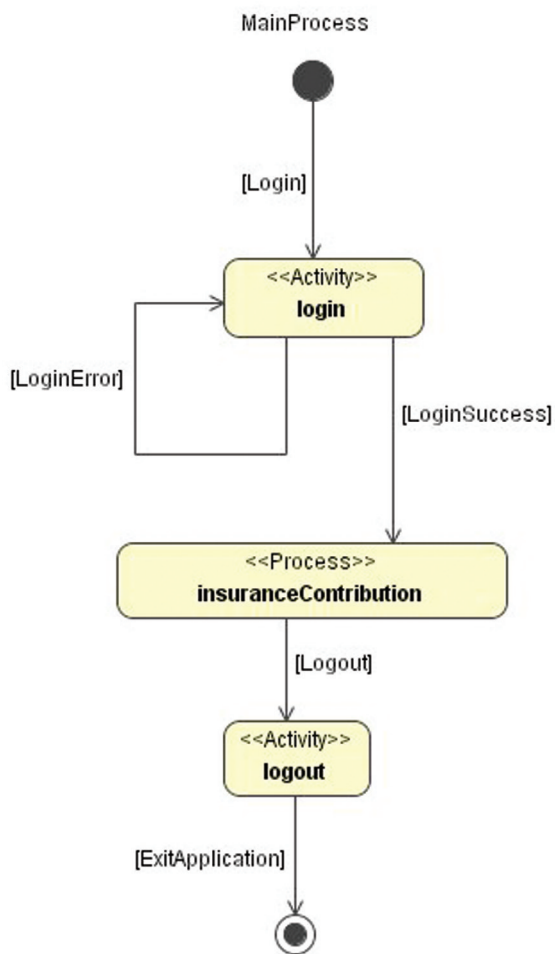 MainProcess
[Login]
<<Activity>>
login
[LoginError]
[LoginSuccess]
<<Process>>
insuranceContribution
[Logout]
<<Activity>>
logout
[ExitApplication]